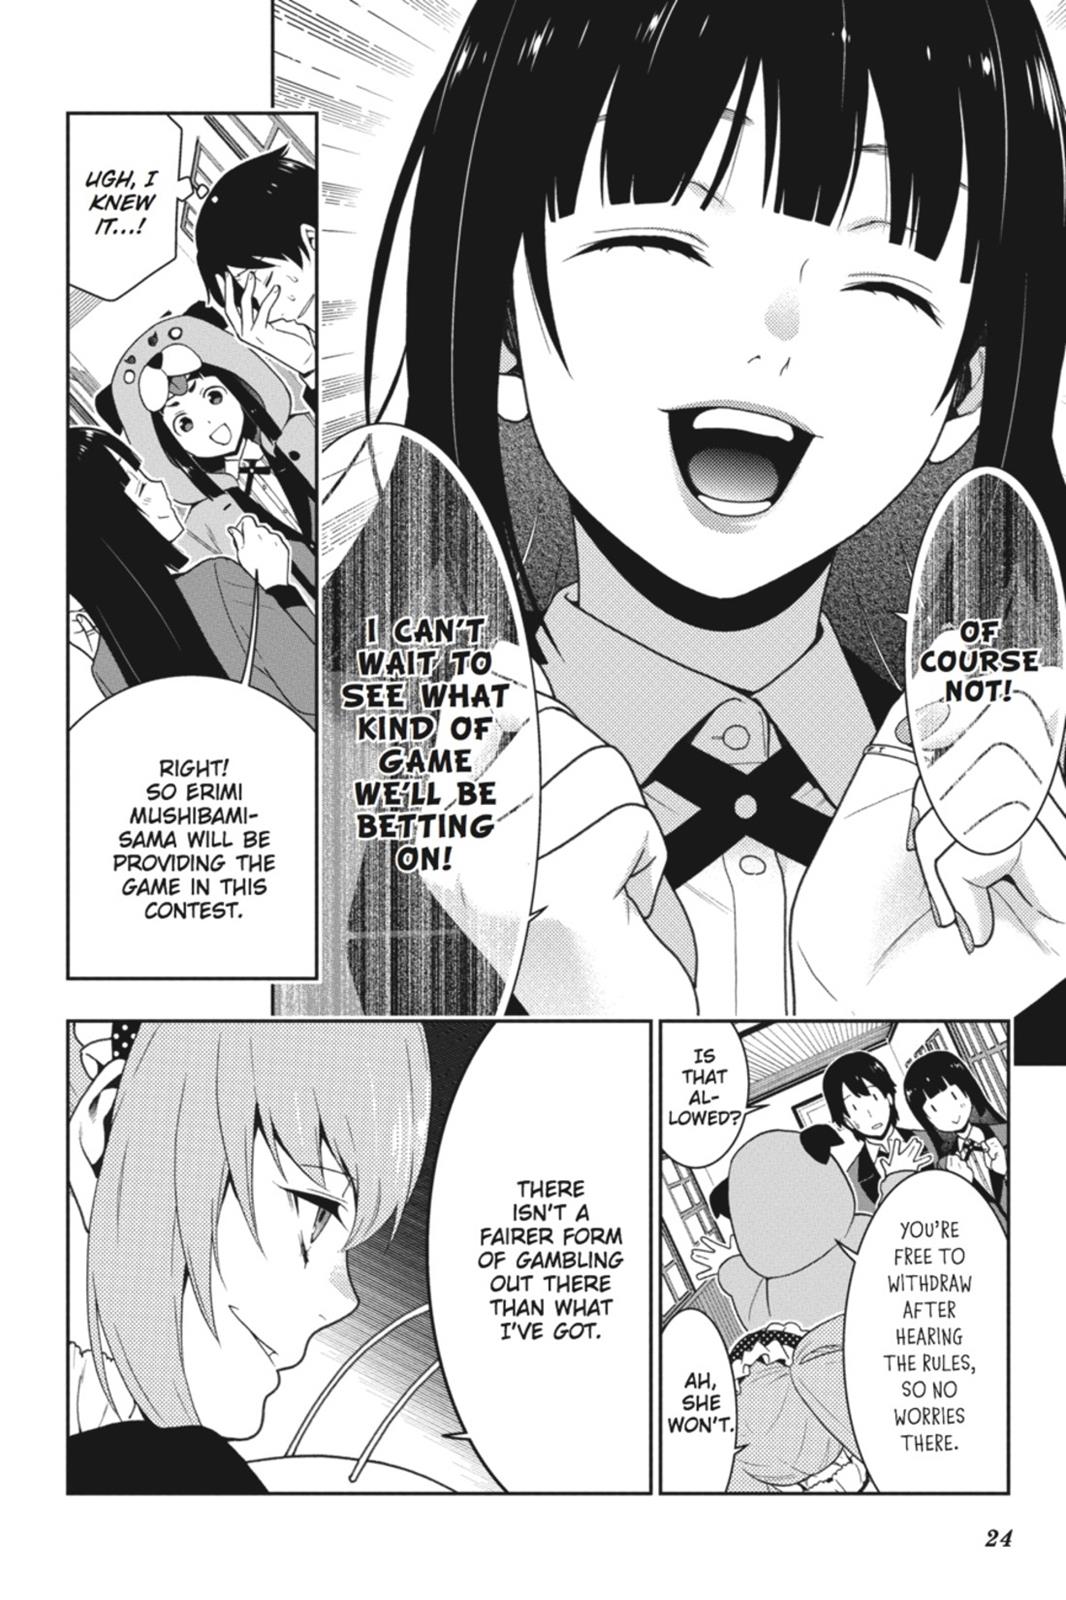 OF
COURSE
NOT!
I CAN'T
WAIT TO
SEE WHAT
KIND OF
GAME
WE'LL BE
BETTING
ON!
UGH, I
KNEW
IT...!
RIGHT!
SO ERIMI
MUSHIBAMI-
SAMA WILL BE
PROVIDING THE
GAME IN THIS
CONTEST.
IS
THAT
AL-
LOWED?
YOU'RE
FREE TO
WITHDRAW
AFTER
HEARING
THE RULES,
SO NO
WORRIES
THERE.
AH,
SHE
WON'T.
THERE
ISN'T A
FAIRER FORM
OF GAMBLING
OUT THERE
THAN WHAT
I'VE GOT.
24